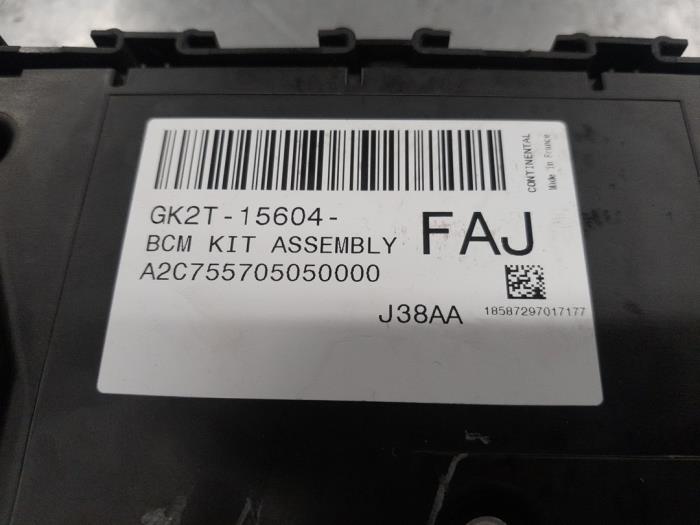 GK2T-15604-
BCM KIT ASSEMBLY FAJ
A2C755705050000
J38AA 18587297017177
CONTINENTAL
Made in France